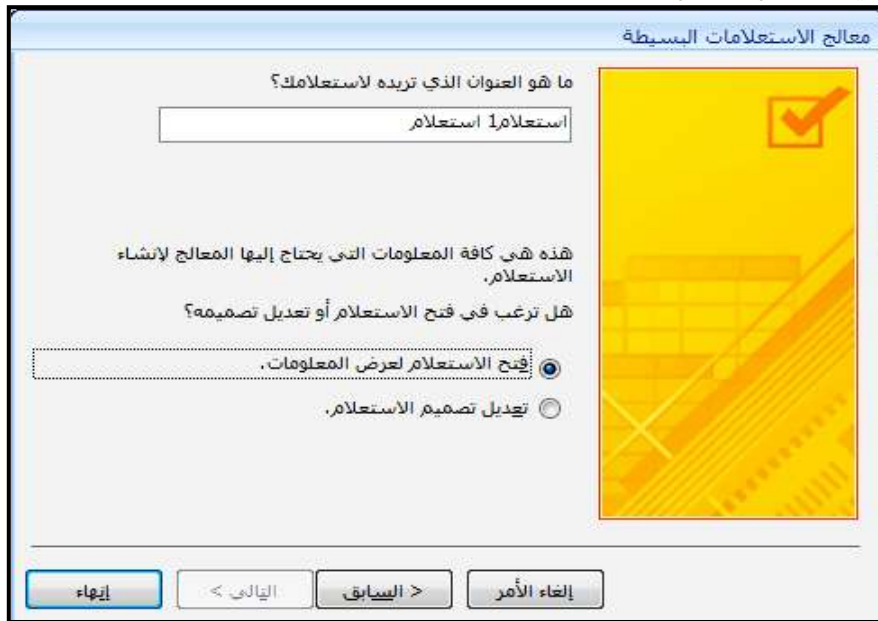 معالج الاستعلامات البسيطة
ما هو العنوان الذي تريده لاستعلامك؟
استعلام1 استعلام
هذه هي كافة المعلومات التي يحتاج إليها المعالج لإنشاء
الاستعلام.
هل ترغب في فتح الاستعلام أو تعديل تصميمه؟
فتح الاستعلام لعرض المعلومات.
تعديل تصميم الاستعلام.
إلغاء الأمر < السابق التالي > إنهاء